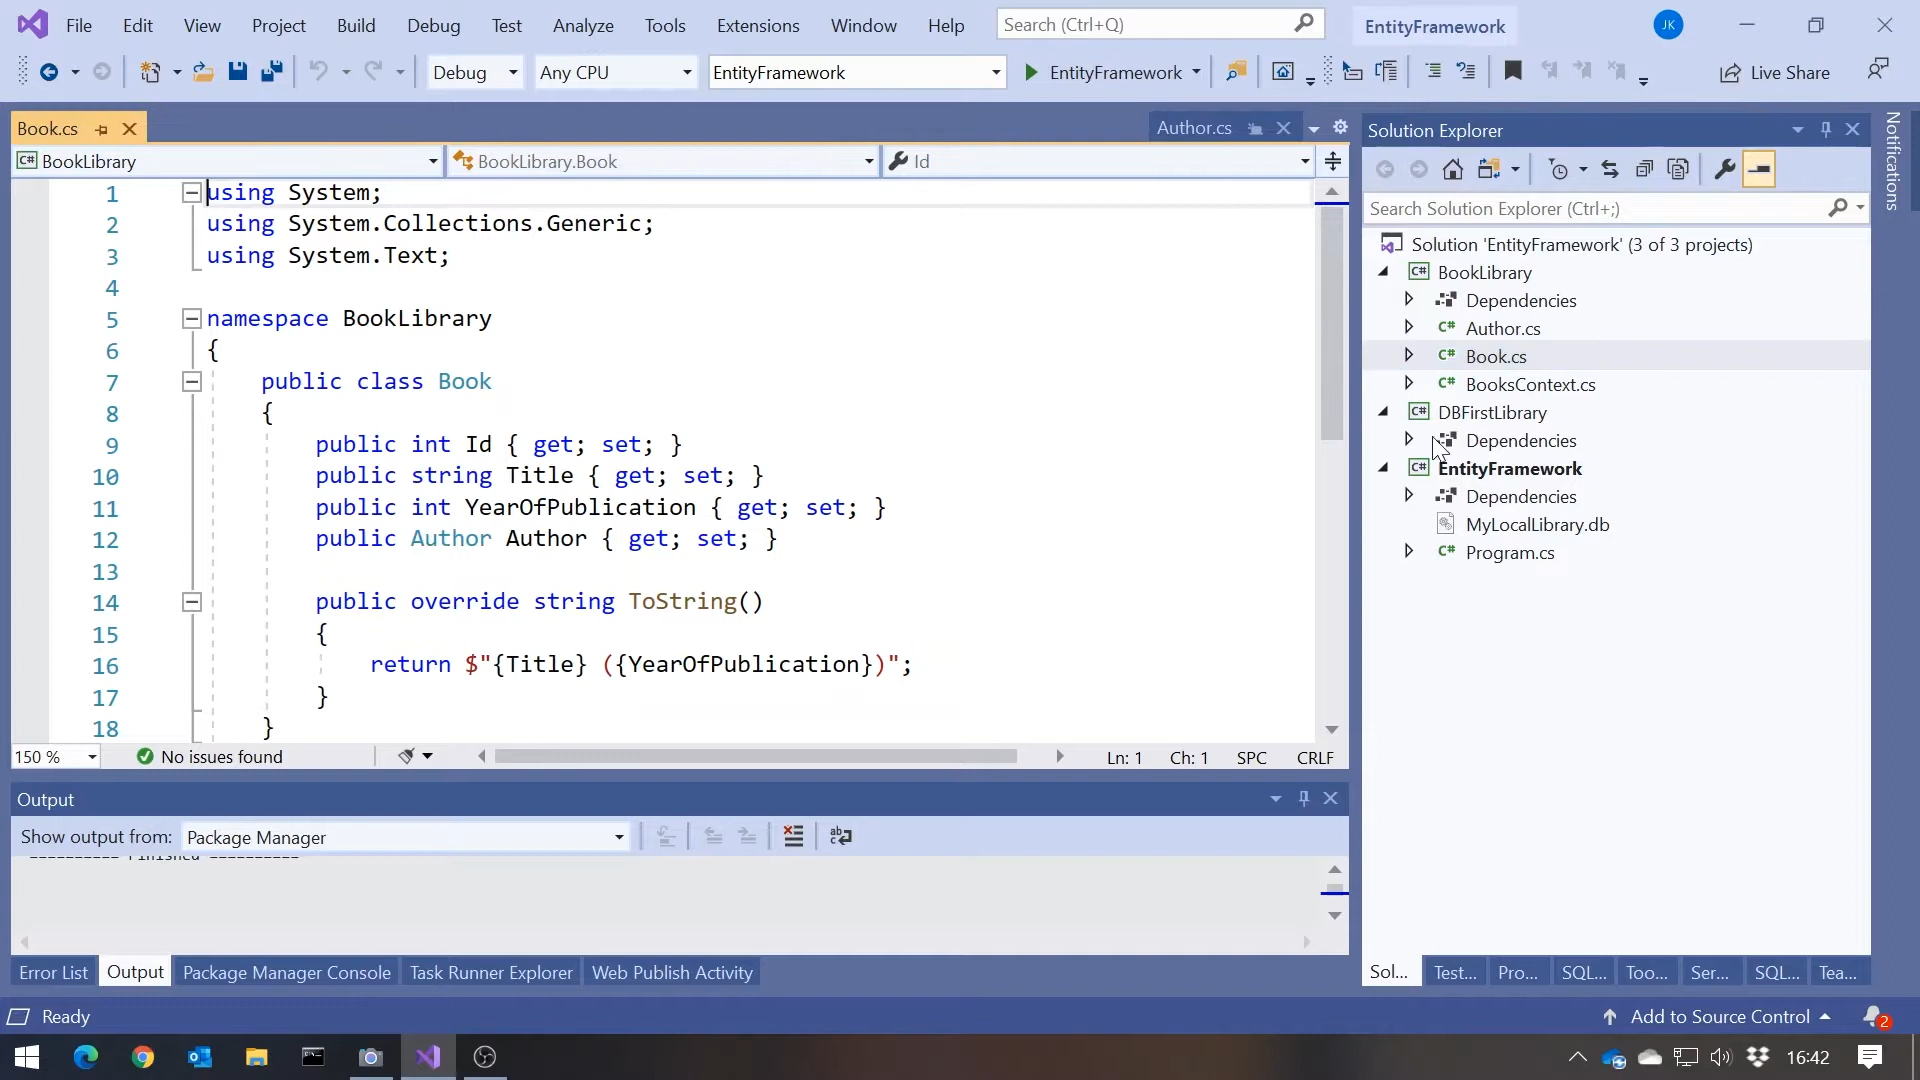 File Edit View Project Build Debug Test Analyze Tools Extensions Window Help Search (Ctrl+Q) EntityFramework JK
Debug Any CPU EntityFramework EntityFramework Live Share
Book.cs Author.cs
BookLibrary BookLibrary.Book Id
1 using System;
2 using System.Collections.Generic;
3 using System.Text;
4
5 namespace BookLibrary
6 {
7 public class Book
8 {
9 public int Id { get; set; }
10 public string Title { get; set; }
11 public int YearOfPublication { get; set; }
12 public Author Author { get; set; }
13
14 public override string ToString()
15 {
16 return $"{Title} ({YearOfPublication})";
17 }
18 }
150 % No issues found Ln: 1 Ch: 1 SPC CRLF
Output
Show output from: Package Manager
========== Finished ==========
Error List Output Package Manager Console Task Runner Explorer Web Publish Activity
Solution Explorer
Search Solution Explorer (Ctrl+;)
Solution 'EntityFramework' (3 of 3 projects)
C# BookLibrary
Dependencies
C# Author.cs
C# Book.cs
C# BooksContext.cs
C# DBFirstLibrary
Dependencies
C# EntityFramework
Dependencies
MyLocalLibrary.db
C# Program.cs
Sol... Test... Pro... SQL... Too... Ser... SQL... Tea...
Notifications
Ready Add to Source Control 2
16:42